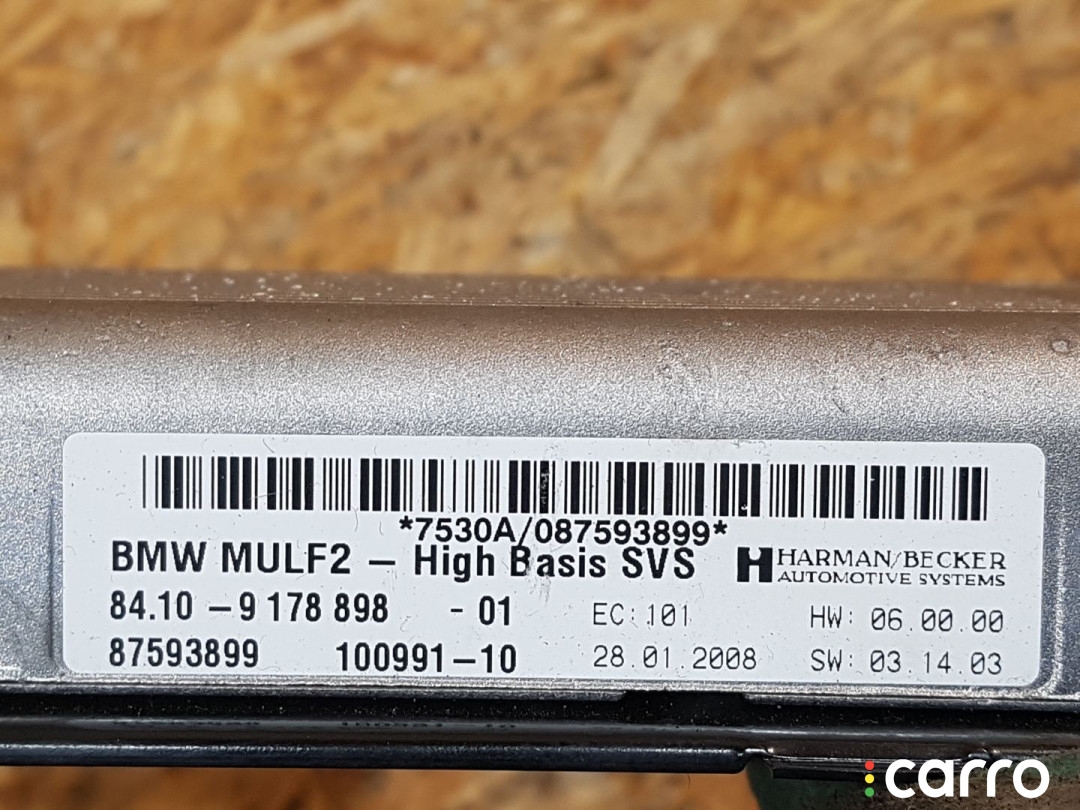 *7530A/087593899*
BMW MULF2 – High Basis SVS
HARMAN/BECKER
AUTOMOTIVE SYSTEMS
84.10 – 9 178 898 - 01 EC: 101 HW: 06.00.00
87593899 100991–10 28.01.2008 SW: 03.14.03
carro